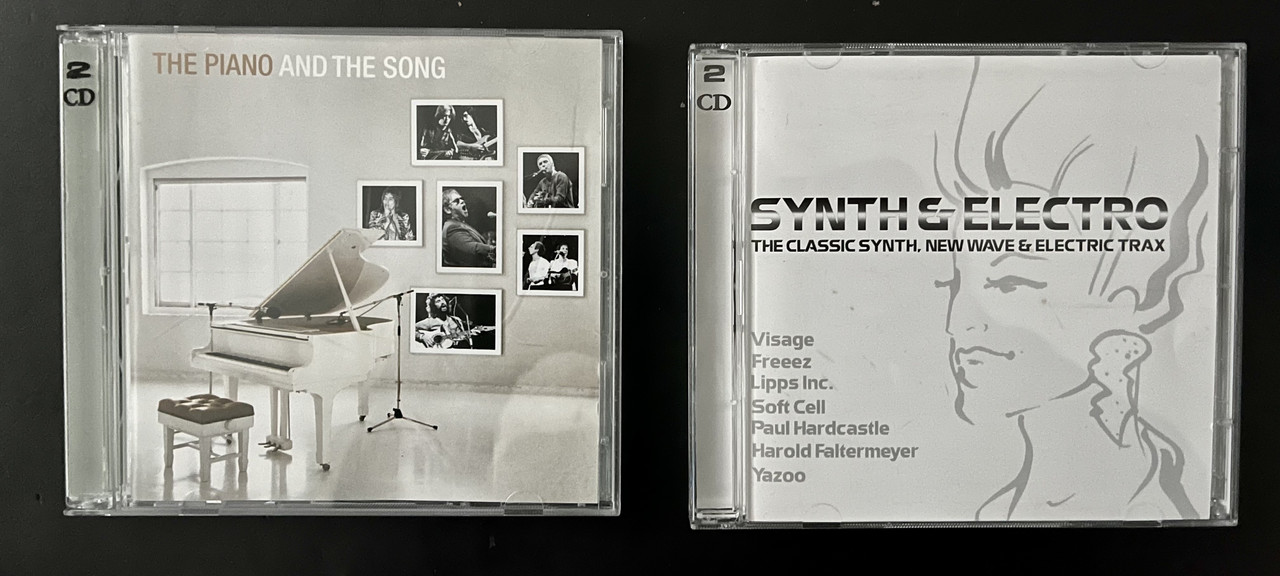 2
CD
THE PIANO AND THE SONG
2
CD
SYNTH & ELECTRO
THE CLASSIC SYNTH, NEW WAVE & ELECTRIC TRAX
Visage
Freeez
Lipps Inc.
Soft Cell
Paul Hardcastle
Harold Faltermeyer
Yazoo